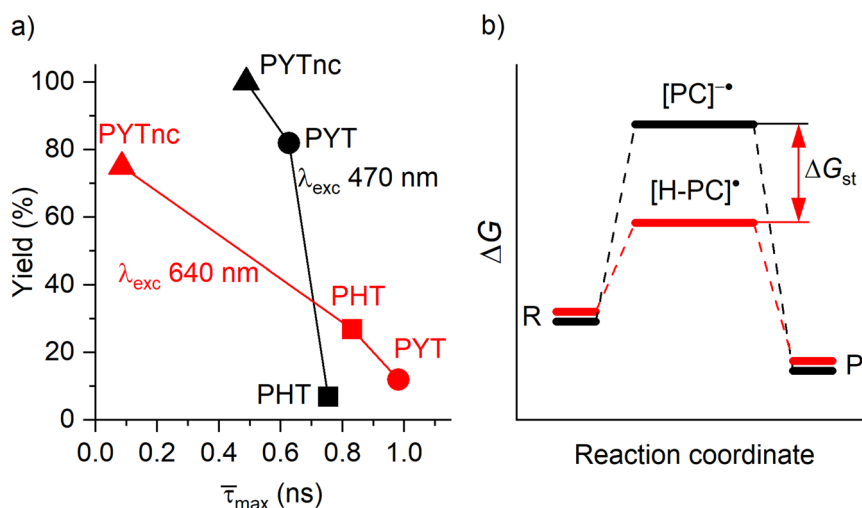 a)
Yield (%)
100
80
60
40
20
0
PYTnc
PYTnc
PYT
λexc 470 nm
λexc 640 nm
PHT
PYT
PHT
0.0 0.2 0.4 0.6 0.8 1.0
τ̅max (ns)
b)
ΔG
[PC]⁻•
[H-PC]•
ΔGst
R
P
Reaction coordinate